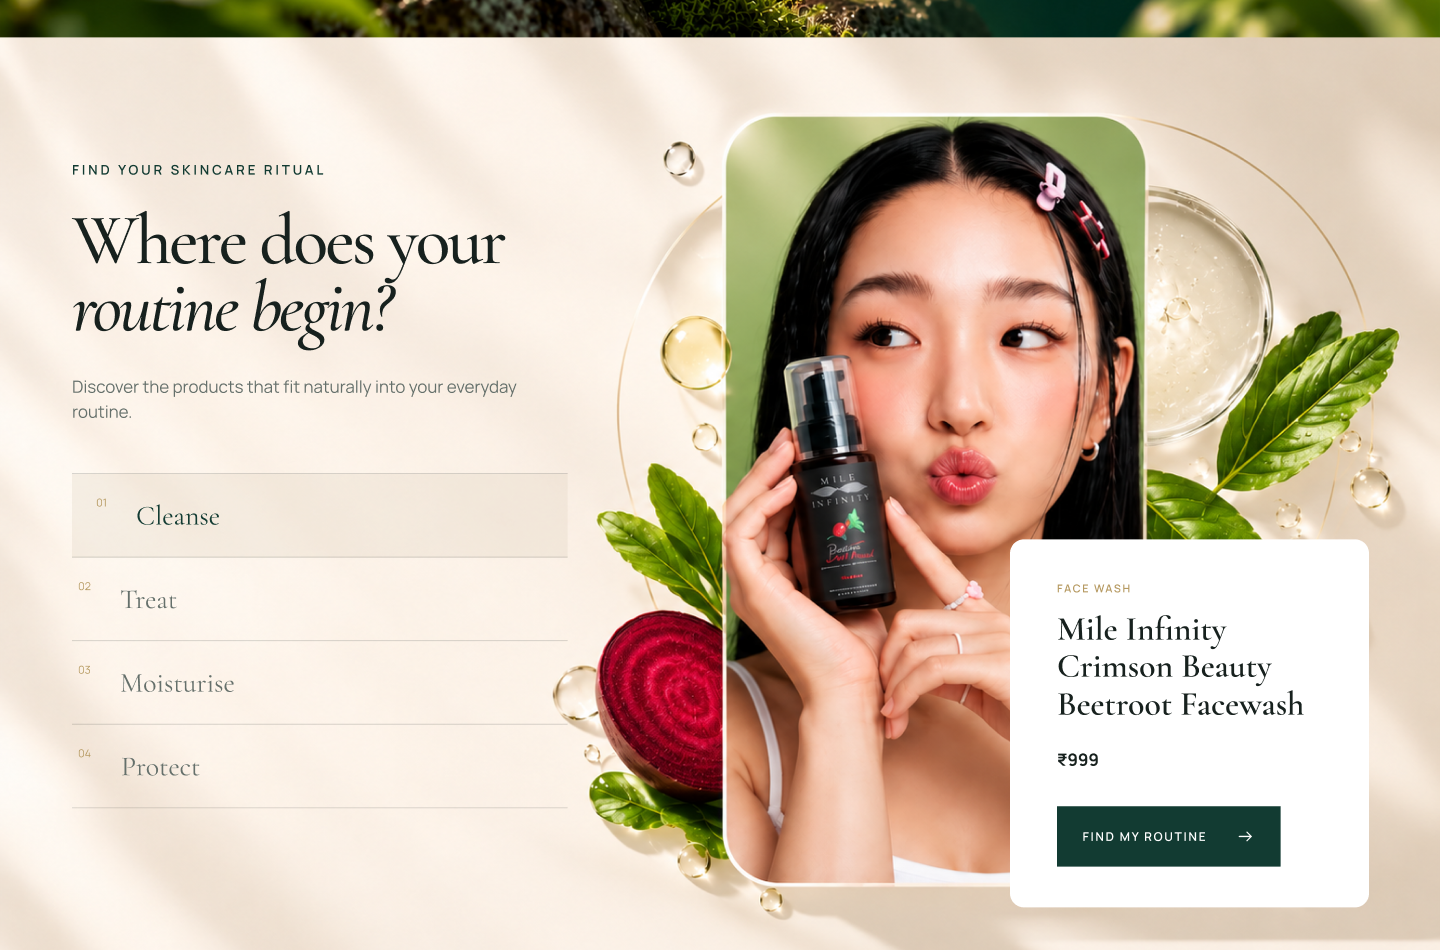 FIND YOUR SKINCARE RITUAL
Where does your
routine begin?
Discover the products that fit naturally into your everyday
routine.
01
Cleanse
02
Treat
03
Moisturise
04
Protect
MILE
INFINITY
FACE WASH
Mile Infinity
Crimson Beauty
Beetroot Facewash
₹999
FIND MY ROUTINE →